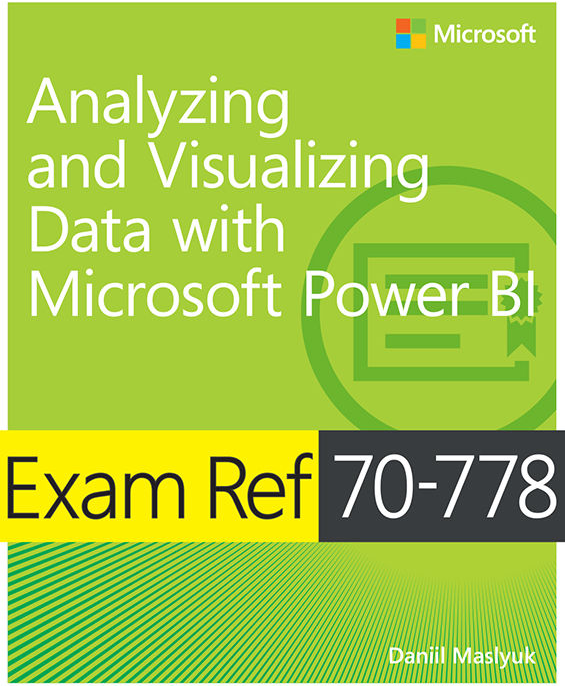 Microsoft
Analyzing
and Visualizing
Data with
Microsoft Power BI
Exam Ref 70-778
Daniil Maslyuk